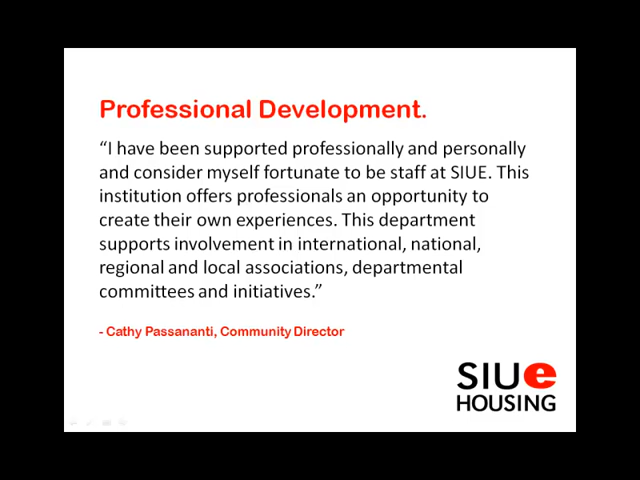 Professional Development.
“I have been supported professionally and personally
and consider myself fortunate to be staff at SIUE. This
institution offers professionals an opportunity to
create their own experiences. This department
supports involvement in international, national,
regional and local associations, departmental
committees and initiatives.”
- Cathy Passananti, Community Director
SIUe
HOUSING